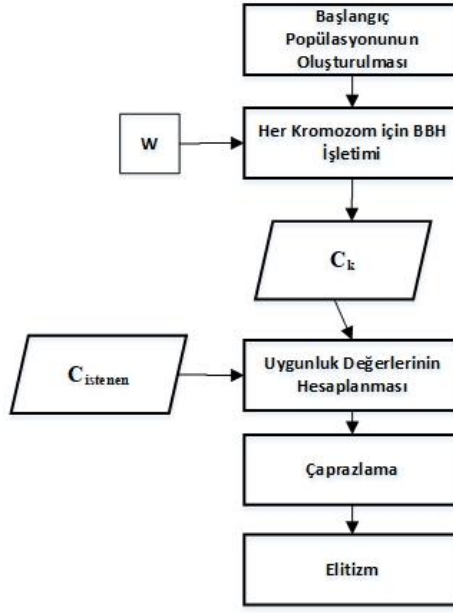 Başlangıç
Popülasyonunun
Oluşturulması
W
Her Kromozom için BBH
İşletimi
Ck
Cistenen
Uygunluk Değerlerinin
Hesaplanması
Çaprazlama
Elitizm